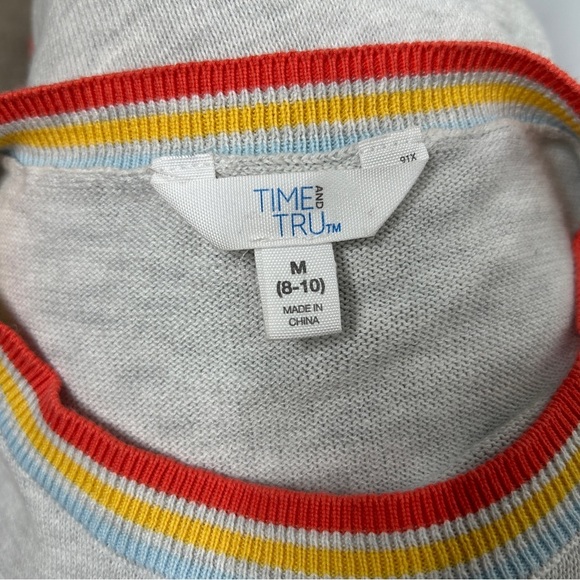 91X
TIME AND
TRU™
M
(8-10)
MADE IN
CHINA